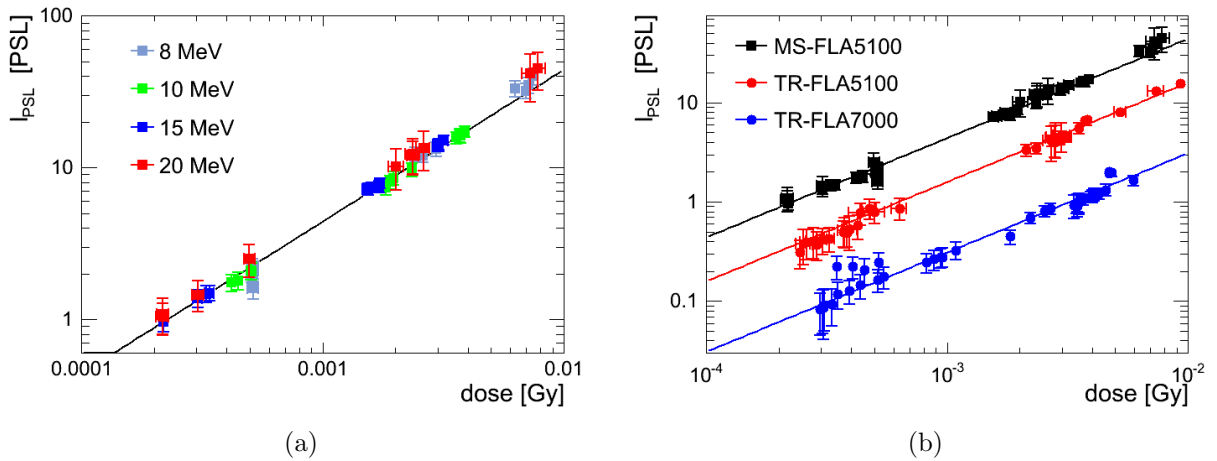 I_PSL [PSL]
100
10
1
8 MeV
10 MeV
15 MeV
20 MeV
0.0001
0.001
0.01
dose [Gy]
(a)
I_PSL [PSL]
10
1
0.1
MS-FLA5100
TR-FLA5100
TR-FLA7000
10^-4
10^-3
10^-2
dose [Gy]
(b)